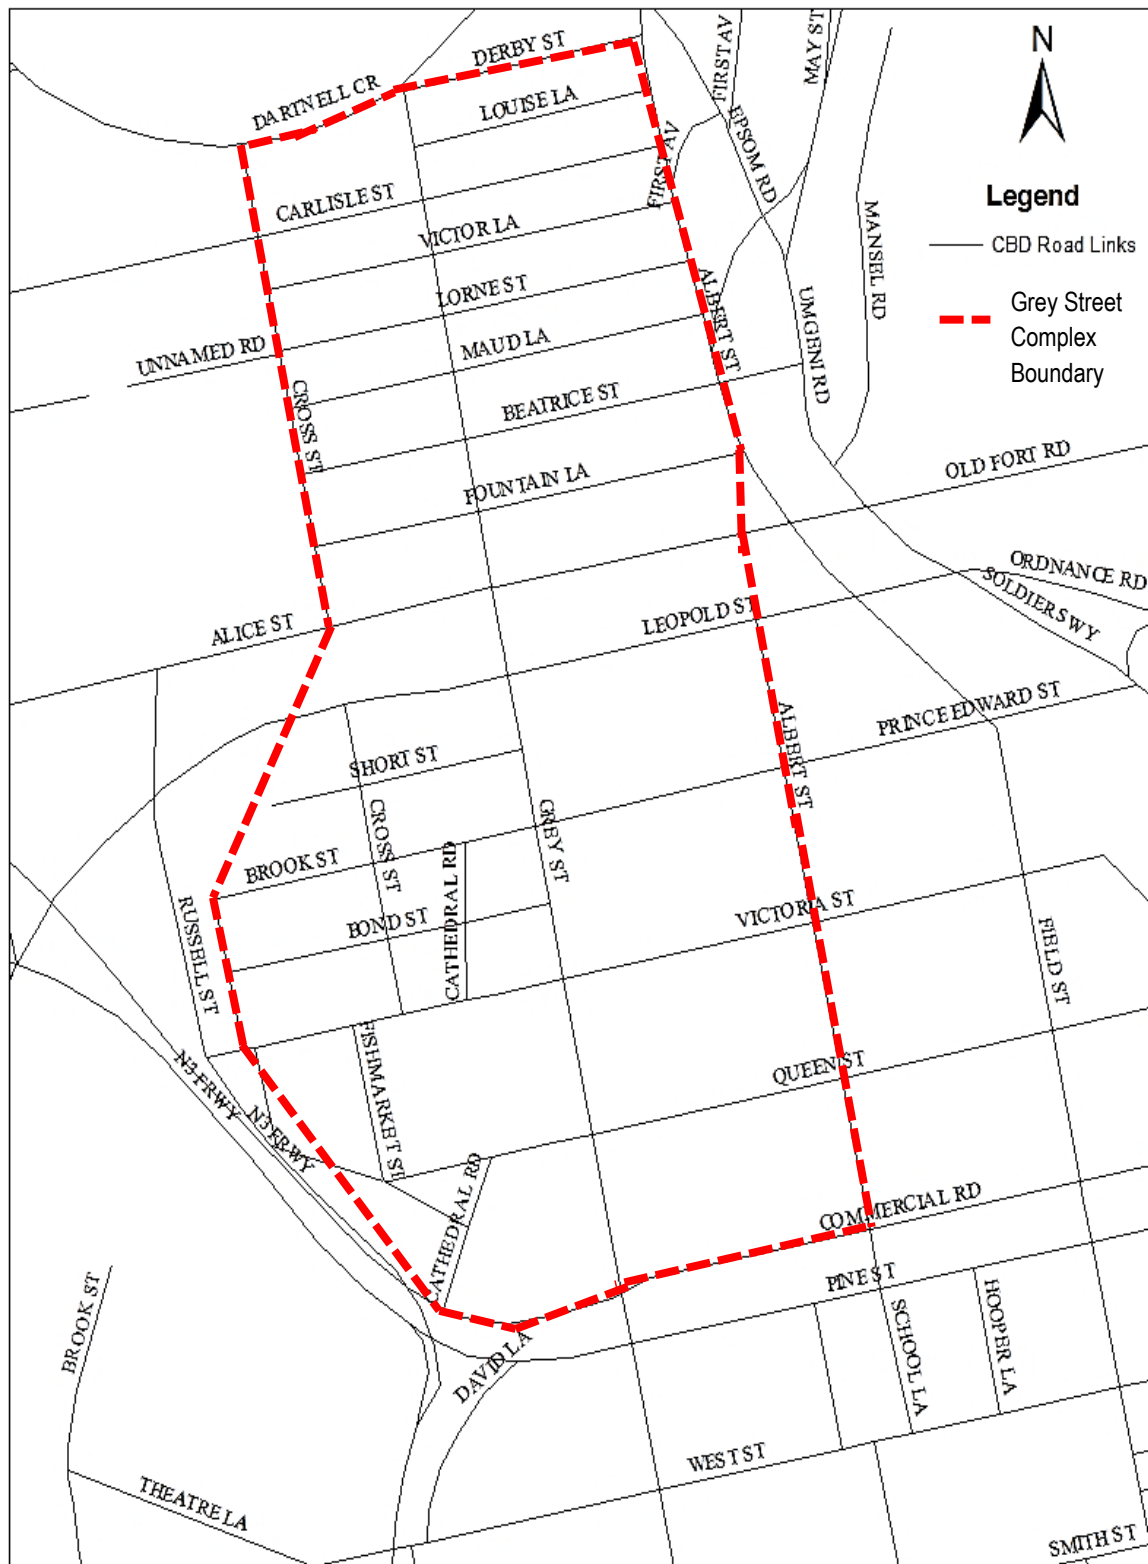 N
DERBY ST
DARTNELL CR
LOUISE LA
FIRST AV
MAY ST
EPSOM RD
FIRST AV
CARLISLE ST
VICTOR LA
Legend
CBD Road Links
Grey Street
Complex
Boundary
MANSEL RD
LORNE ST
ALBERT ST
UMGENI RD
UNNAMED RD
MAUD LA
CROSS ST
BEATRICE ST
FOUNTAIN LA
OLD FORT RD
ORDNANCE RD
SOLDIERS WY
ALICE ST
LEOPOLD ST
PRINCE EDWARD ST
ALBERT ST
SHORT ST
CROSS ST
GREY ST
BROOK ST
CATHEDRAL RD
BOND ST
VICTORIA ST
RUSSELL ST
FIELD ST
FISHMARKET ST
QUEEN ST
N3 FRWY
N3 FRWY
CATHEDRAL RD
COMMERCIAL RD
PINE ST
BROOK ST
DAVID LA
SCHOOL LA
HOOPER LA
WEST ST
THEATRE LA
SMITH ST